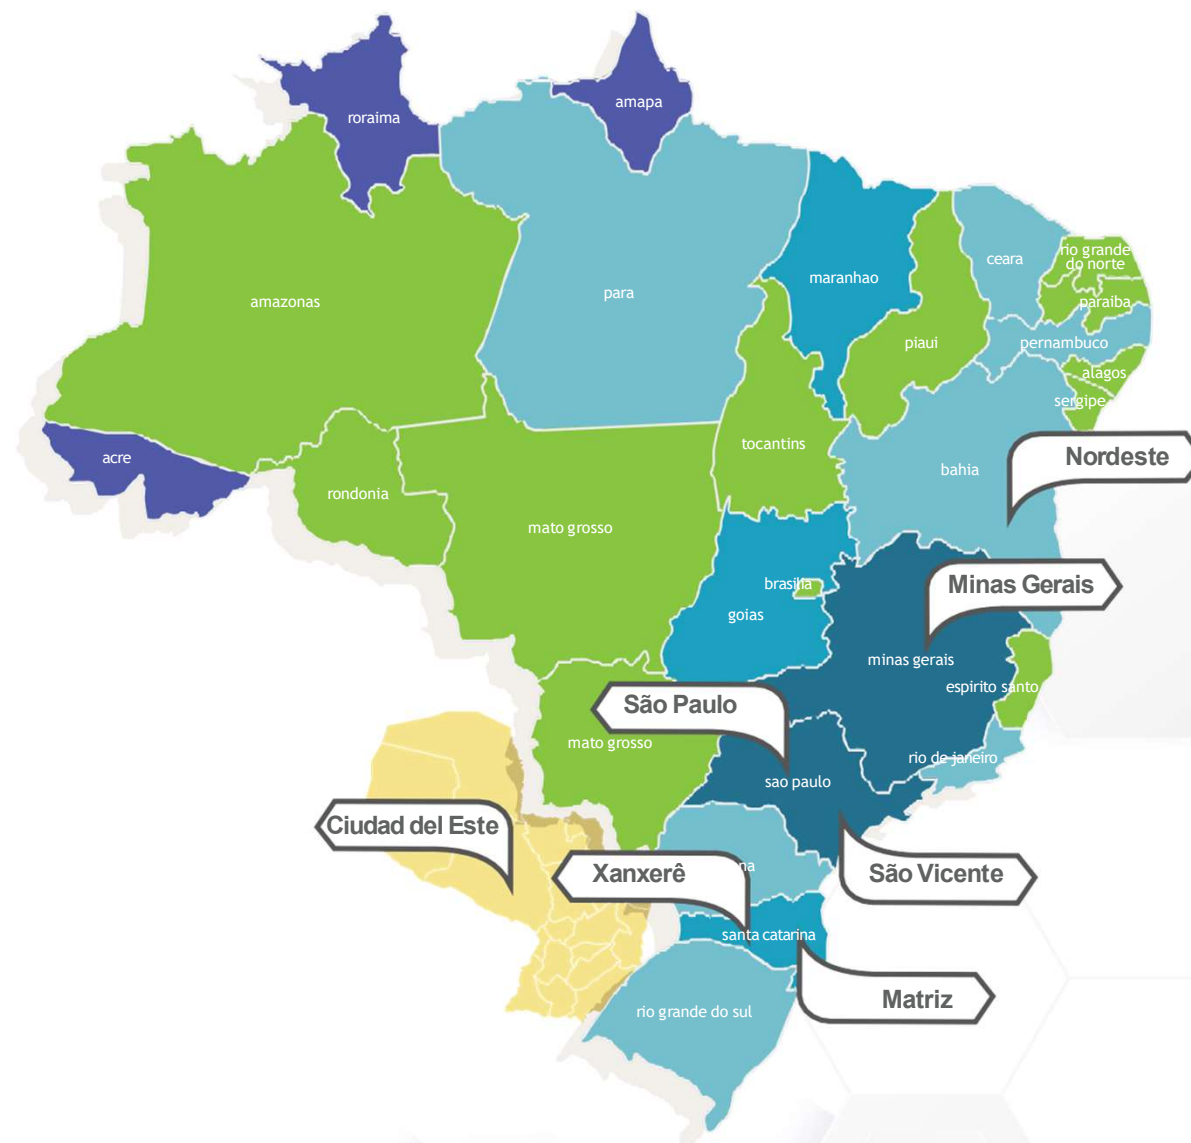 amapa
roraima
rio grande
do norte
ceara
maranhao
para
amazonas
paraiba
piaui
pernambuco
alagos
sergipe
tocantins
acre
bahia
Nordeste
rondonia
mato grosso
brasilia
Minas Gerais
goias
minas gerais
espirito santo
São Paulo
mato grosso
rio de janeiro
sao paulo
Ciudad del Este
Xanxerê
na
São Vicente
santa catarina
Matriz
rio grande do sul